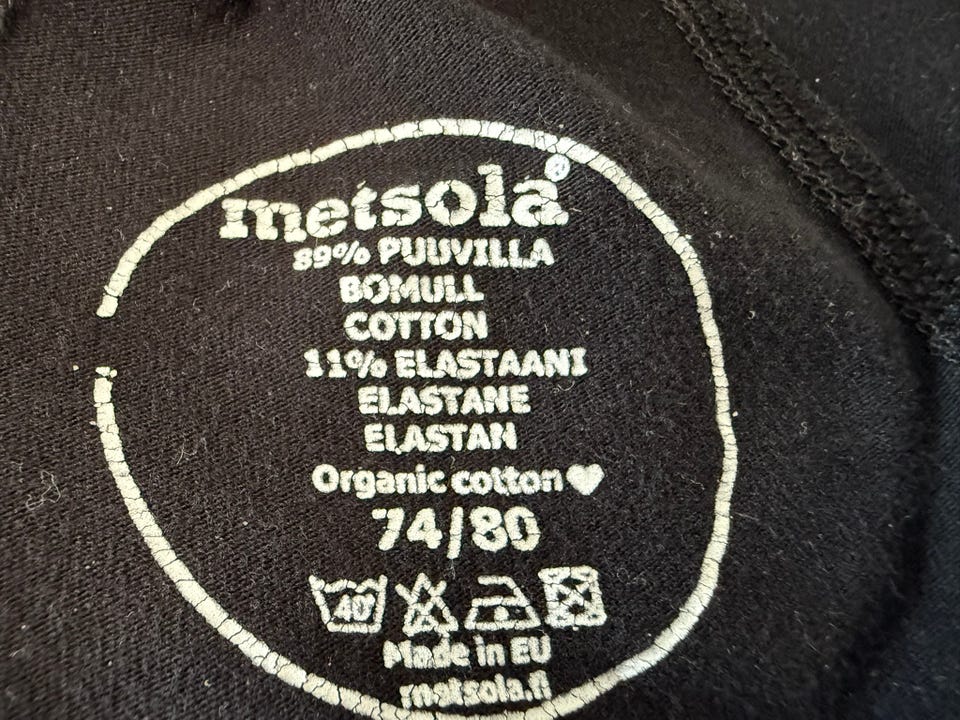 metsola®
89% PUUVILLA
BOMULL
COTTON
11% ELASTAANI
ELASTANE
ELASTAN
Organic cotton♥
74/80
40°
Made in EU
metsola.fi